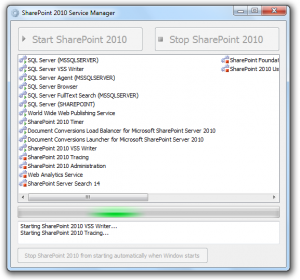 SharePoint 2010 Service Manager
Start SharePoint 2010
Stop SharePoint 2010
SQL Server (MSSQLSERVER)
SQL Server VSS Writer
SQL Server Agent (MSSQLSERVER)
SQL Server Browser
SQL Server FullText Search (MSSQLSERVER)
SQL Server (SHAREPOINT)
World Wide Web Publishing Service
SharePoint 2010 Timer
Document Conversions Load Balancer for Microsoft SharePoint Server 2010
Document Conversions Launcher for Microsoft SharePoint Server 2010
SharePoint 2010 VSS Writer
SharePoint 2010 Tracing
SharePoint 2010 Administration
Web Analytics Service
SharePoint Server Search 14
SharePoint Foundat
SharePoint 2010 Us
Starting SharePoint 2010 VSS Writer...
Starting SharePoint 2010 Tracing...
Stop SharePoint 2010 from starting automatically when Window starts